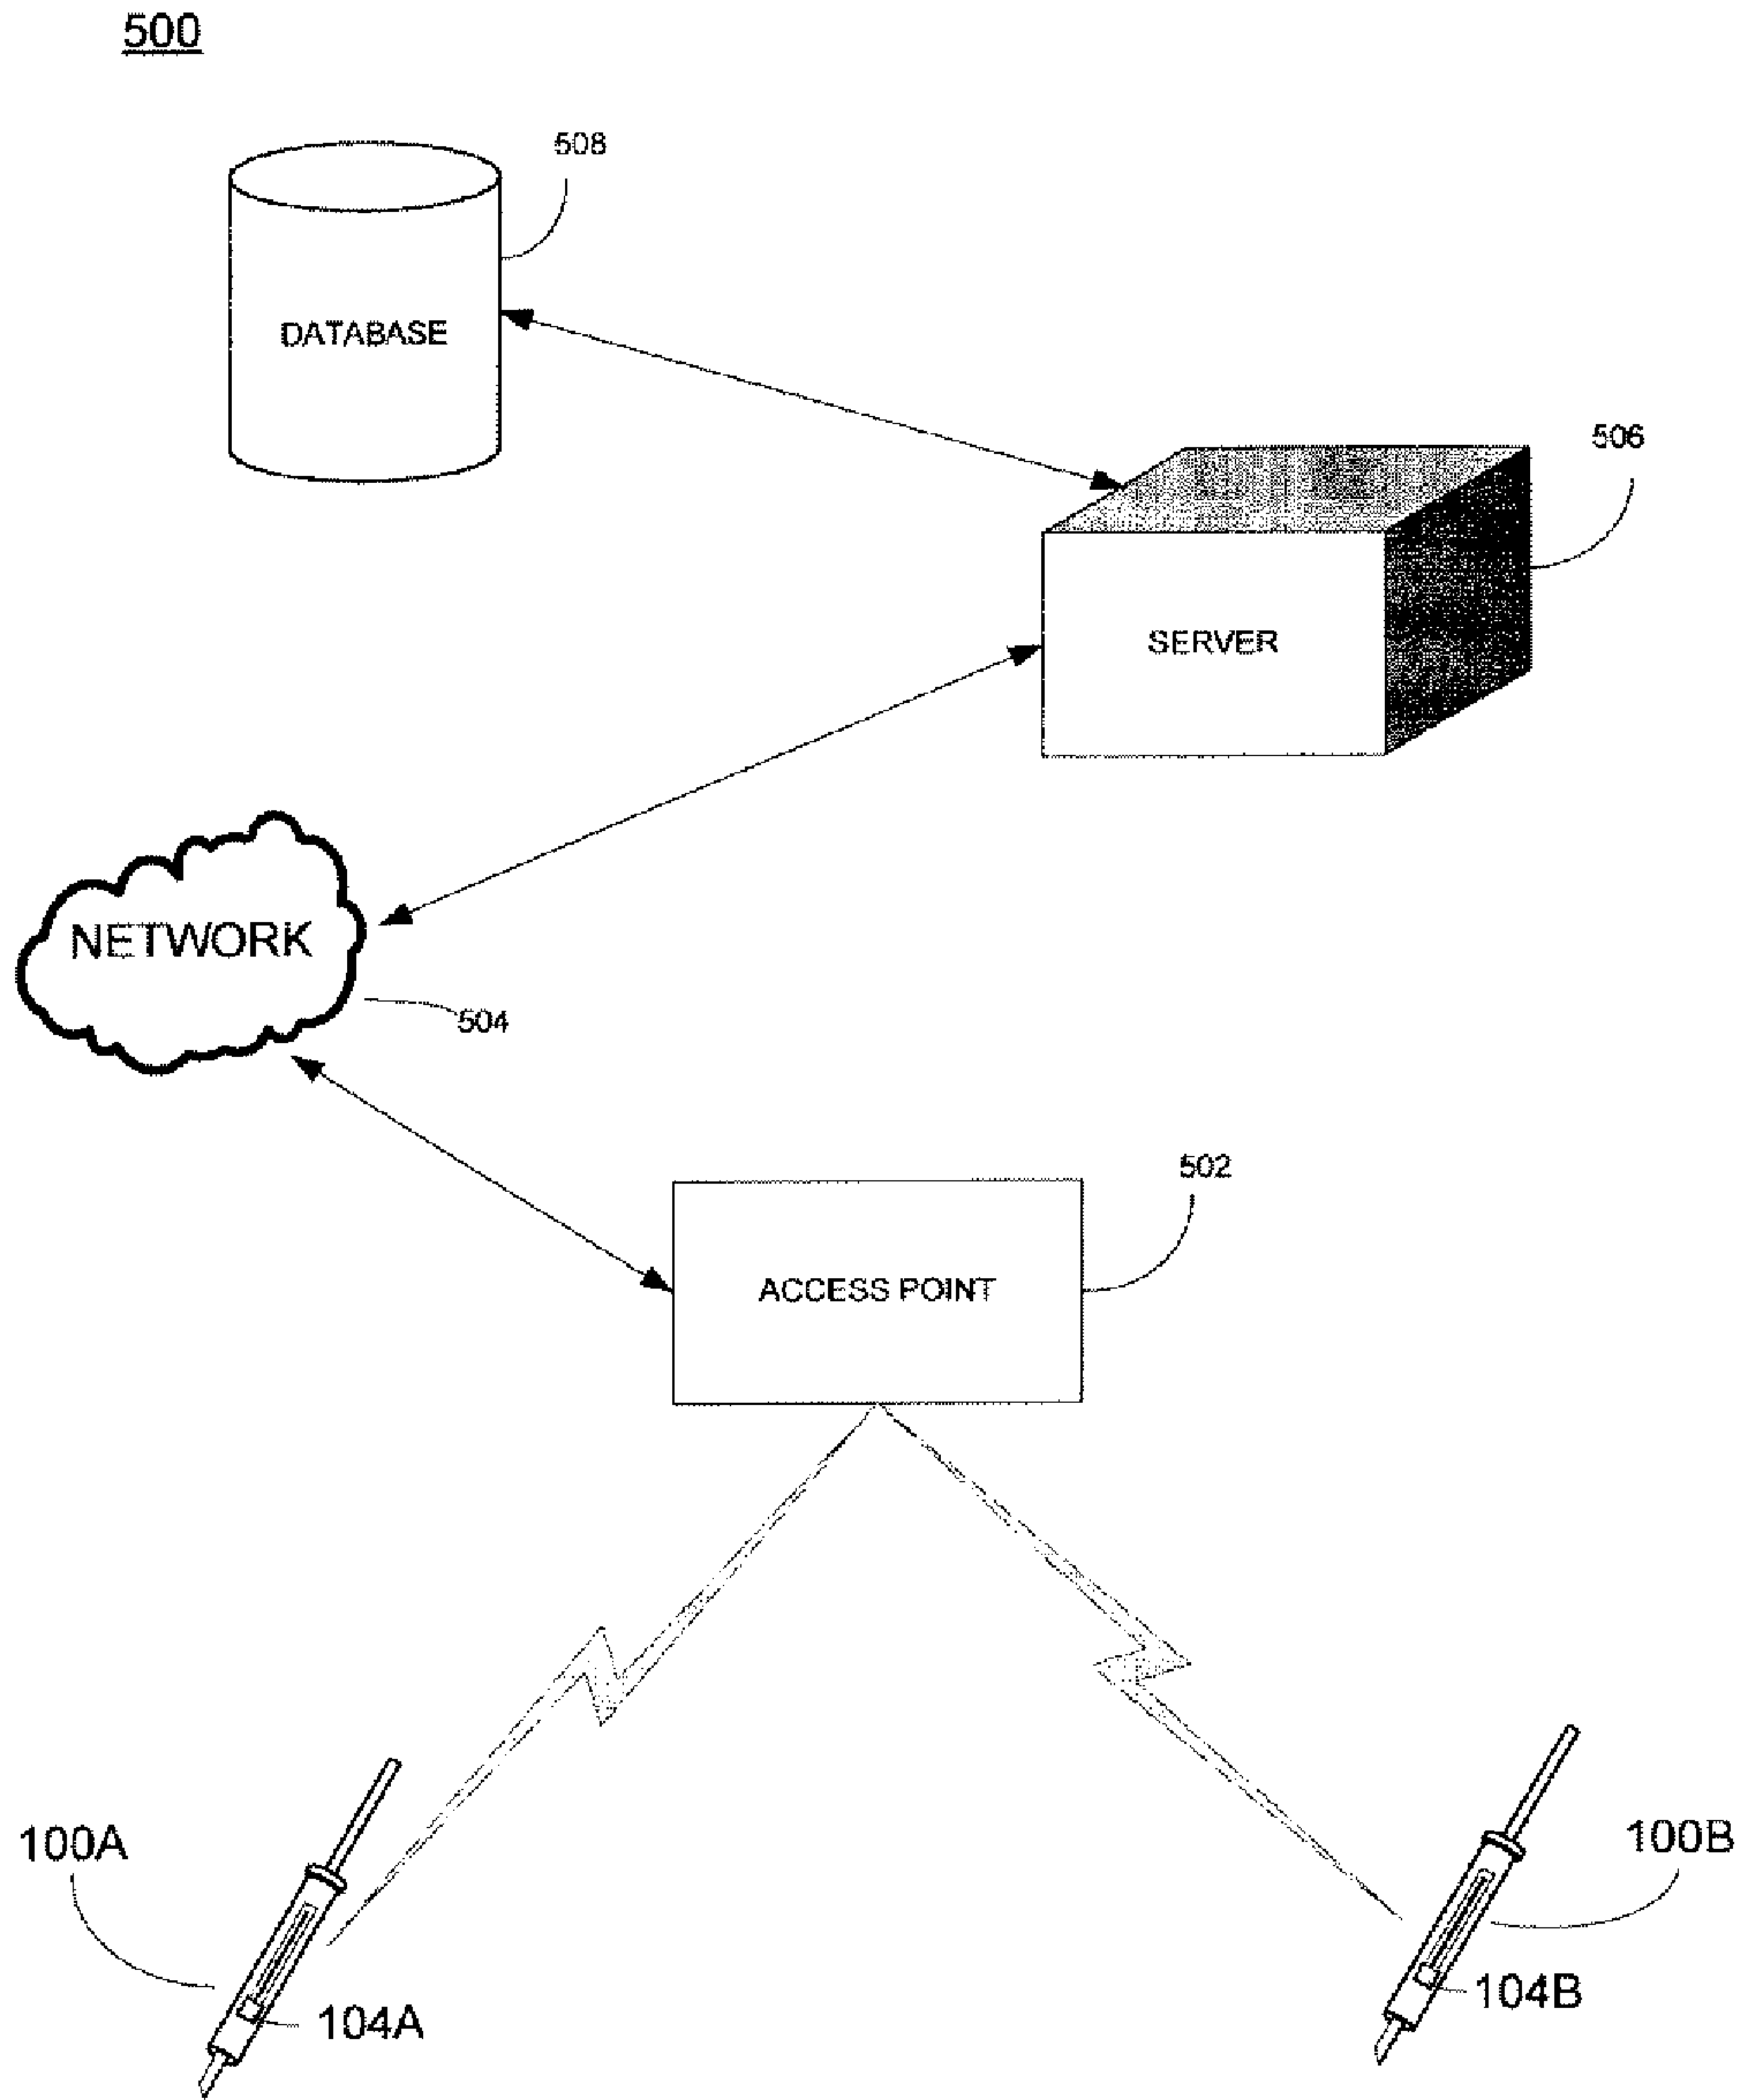 500
508
DATABASE
506
SERVER
NETWORK
504
502
ACCESS POINT
100A
100B
104B
104A